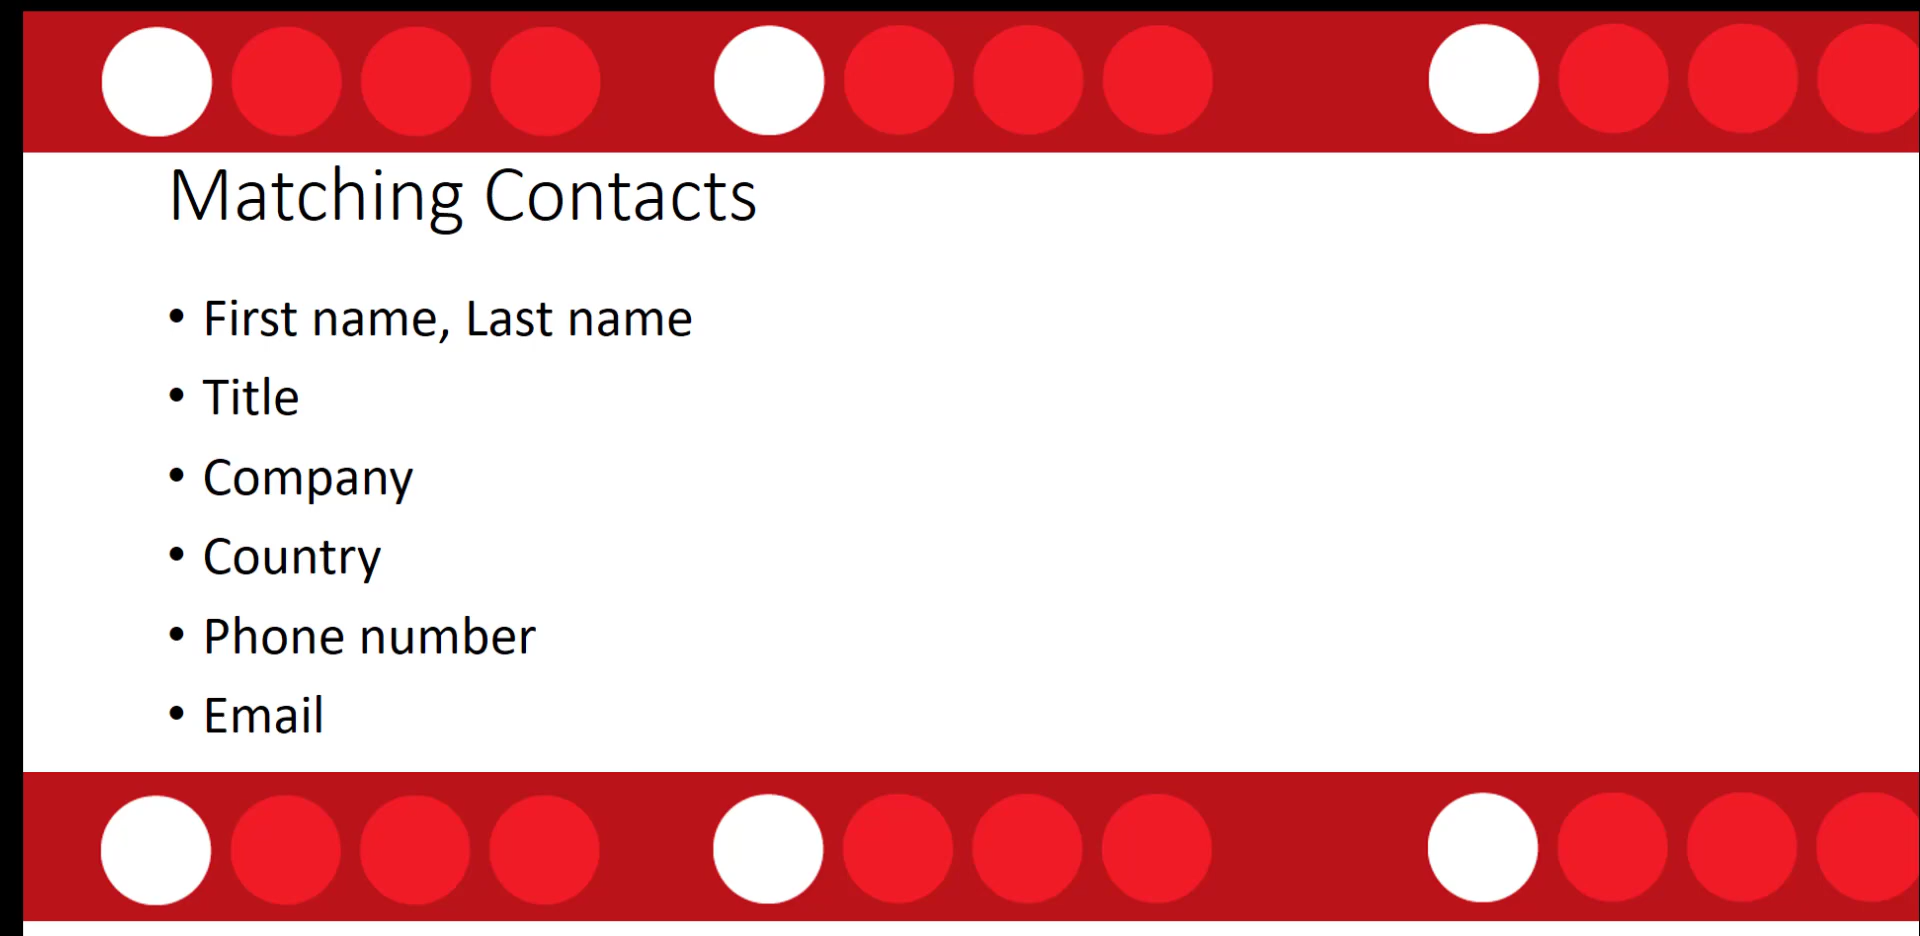 Matching Contacts
• First name, Last name
• Title
• Company
• Country
• Phone number
• Email